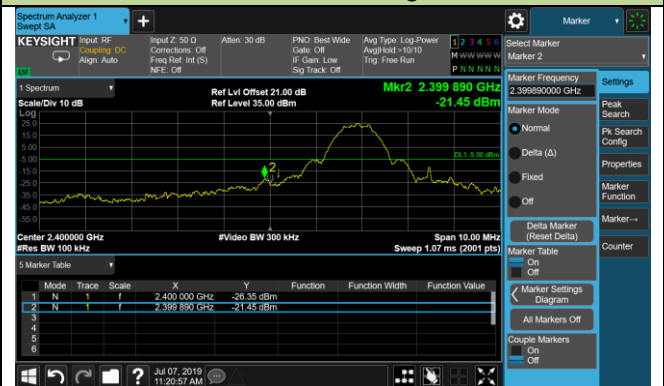 Spectrum Analyzer 1
Swept SA
+
Marker
KEYSIGHT
Input: RF
Coupling: DC
Align: Auto
Input Z: 50 Ω
Corrections: Off
Freq Ref: Int (S)
NFE: Off
Atten: 30 dB
PNO: Best Wide
Gate: Off
IF Gain: Low
Sig Track: Off
Avg Type: Log-Power
Avg|Hold:>10/10
Trig: Free Run
1 2 3 4 5 6
M W W W W W
P N N N N N
LXI
1 Spectrum
Scale/Div 10 dB
Ref Lvl Offset 21.00 dB
Ref Level 35.00 dBm
Mkr2 2.399 890 GHz
-21.45 dBm
Log
25.0
15.0
5.00
-5.00
-15.0
-25.0
-35.0
-45.0
-55.0
DL1 -5.00 dBm
2
Center 2.400000 GHz
#Res BW 100 kHz
#Video BW 300 kHz
Span 10.00 MHz
Sweep 1.07 ms (2001 pts)
5 Marker Table
Mode Trace Scale X Y Function Function Width Function Value
1 N 1 f 2.400 000 GHz -26.35 dBm
2 N 1 f 2.399 890 GHz -21.45 dBm
3
4
5
6
Jul 07, 2019
11:20:57 AM
?
Select Marker
Marker 2
Marker Frequency
2.399890000 GHz
Marker Mode
Normal
Delta (Δ)
Fixed
Off
Delta Marker
(Reset Delta)
Marker Table
On
Off
Marker Settings
Diagram
All Markers Off
Couple Markers
On
Off
Settings
Peak
Search
Pk Search
Config
Properties
Marker
Function
Marker→
Counter